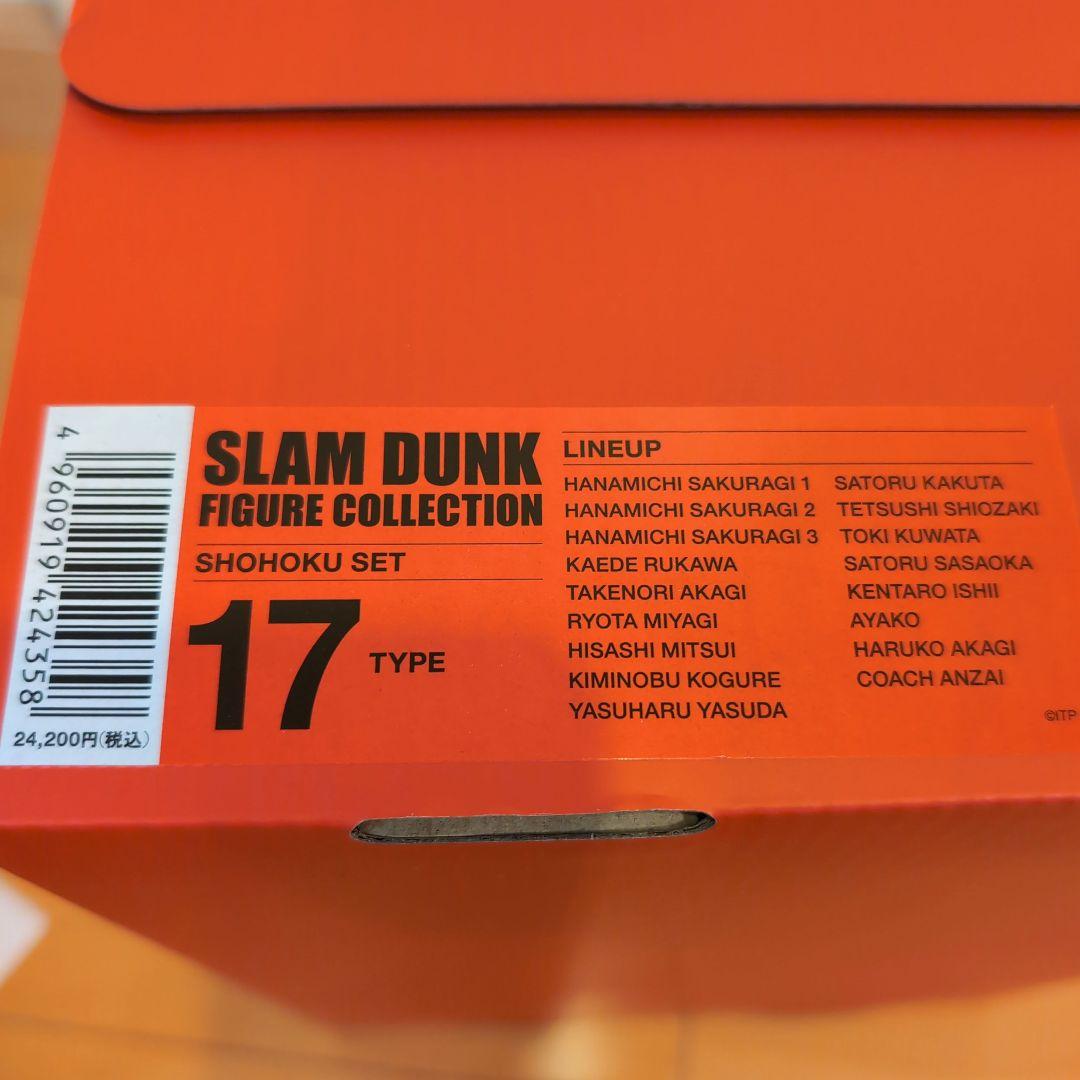 4 960919 424358
24,200円(税込)
SLAM DUNK
FIGURE COLLECTION
SHOHOKU SET
17 TYPE
LINEUP
HANAMICHI SAKURAGI 1
HANAMICHI SAKURAGI 2
HANAMICHI SAKURAGI 3
KAEDE RUKAWA
TAKENORI AKAGI
RYOTA MIYAGI
HISASHI MITSUI
KIMINOBU KOGURE
YASUHARU YASUDA
SATORU KAKUTA
TETSUSHI SHIOZAKI
TOKI KUWATA
SATORU SASAOKA
KENTARO ISHII
AYAKO
HARUKO AKAGI
COACH ANZAI
©ITP